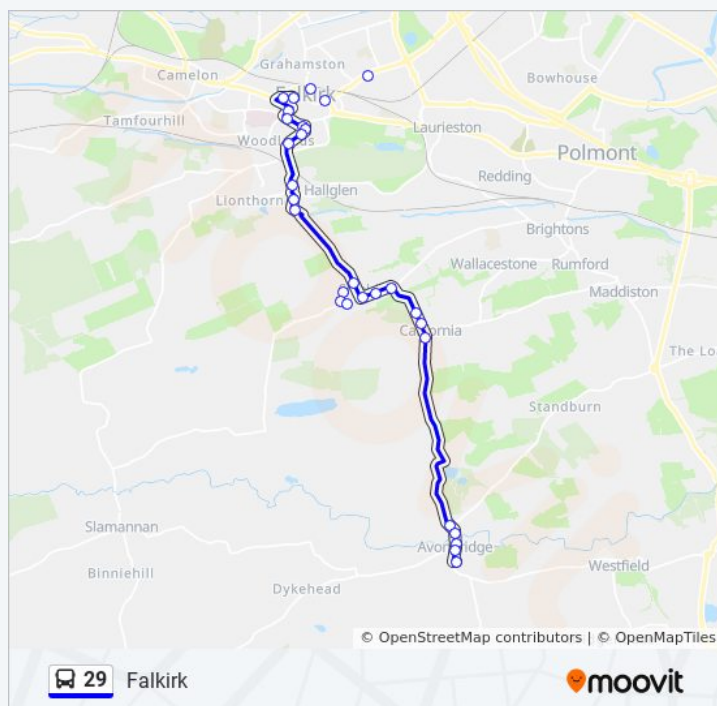 Grahamston
Camelon
Bowhouse
Falkirk
Tamfourhill
Laurieston
Woodlands
Polmont
Redding
Lionthorn
Hallglen
Brightons
Wallacestone
Rumford
Maddiston
California
The Lo
Standburn
Slamannan
Avonbridge
Westfield
Binniehill
Dykehead
© OpenStreetMap contributors | © OpenMapTiles
29 Falkirk
moovit